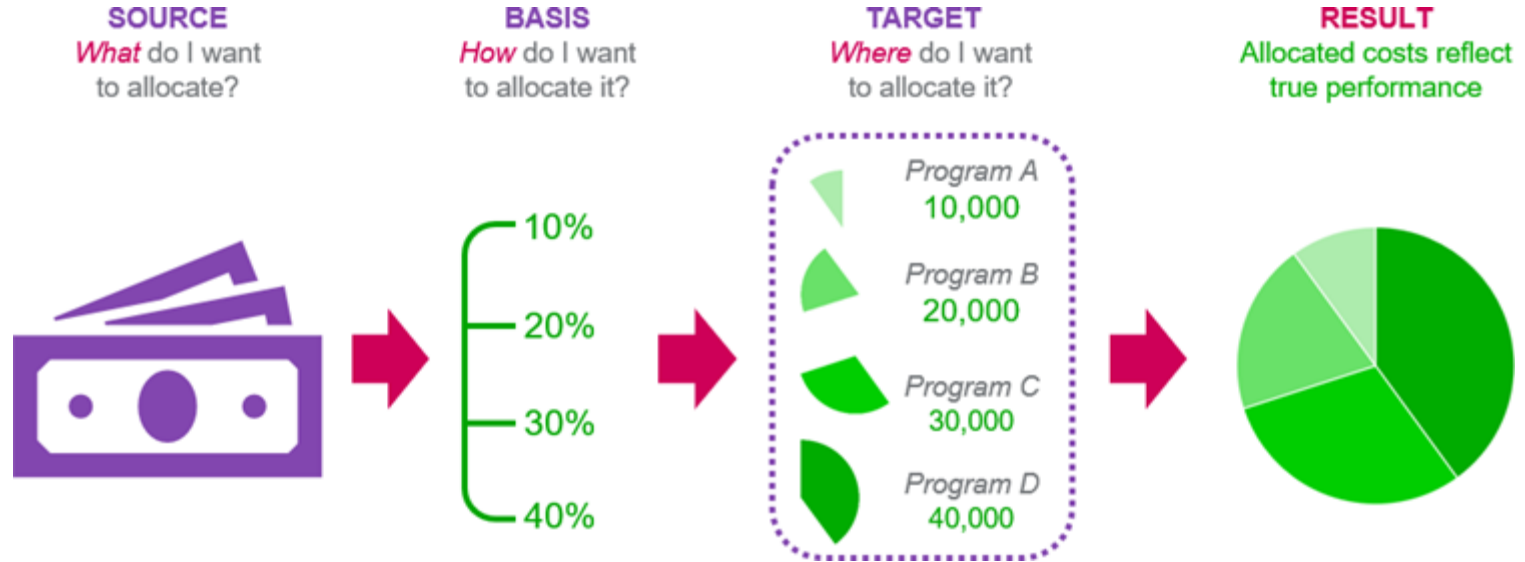 SOURCE
What do I want
to allocate?
BASIS
How do I want
to allocate it?
TARGET
Where do I want
to allocate it?
RESULT
Allocated costs reflect
true performance
10%
20%
30%
40%
Program A
10,000
Program B
20,000
Program C
30,000
Program D
40,000